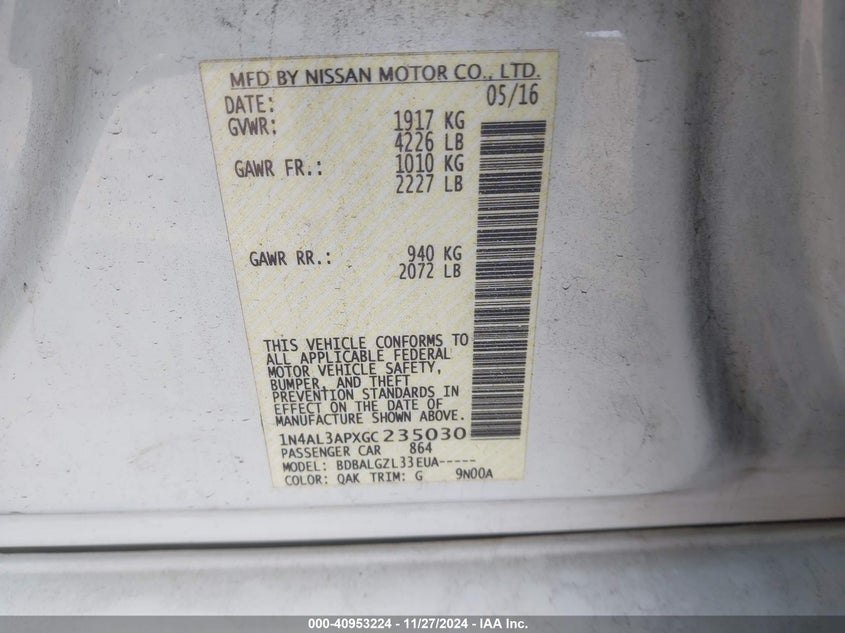 MFD BY NISSAN MOTOR CO., LTD.
DATE: 05/16
GVWR: 1917 KG
4226 LB
GAWR FR.: 1010 KG
2227 LB
GAWR RR.: 940 KG
2072 LB
THIS VEHICLE CONFORMS TO
ALL APPLICABLE FEDERAL
MOTOR VEHICLE SAFETY,
BUMPER, AND THEFT
PREVENTION STANDARDS IN
EFFECT ON THE DATE OF
MANUFACTURE SHOWN ABOVE.
1N4AL3APXGC235030
PASSENGER CAR 864
MODEL: BDBALGZL33EUA-----
COLOR: QAK TRIM: G 9N00A
000-40953224 - 11/27/2024 - IAA Inc.